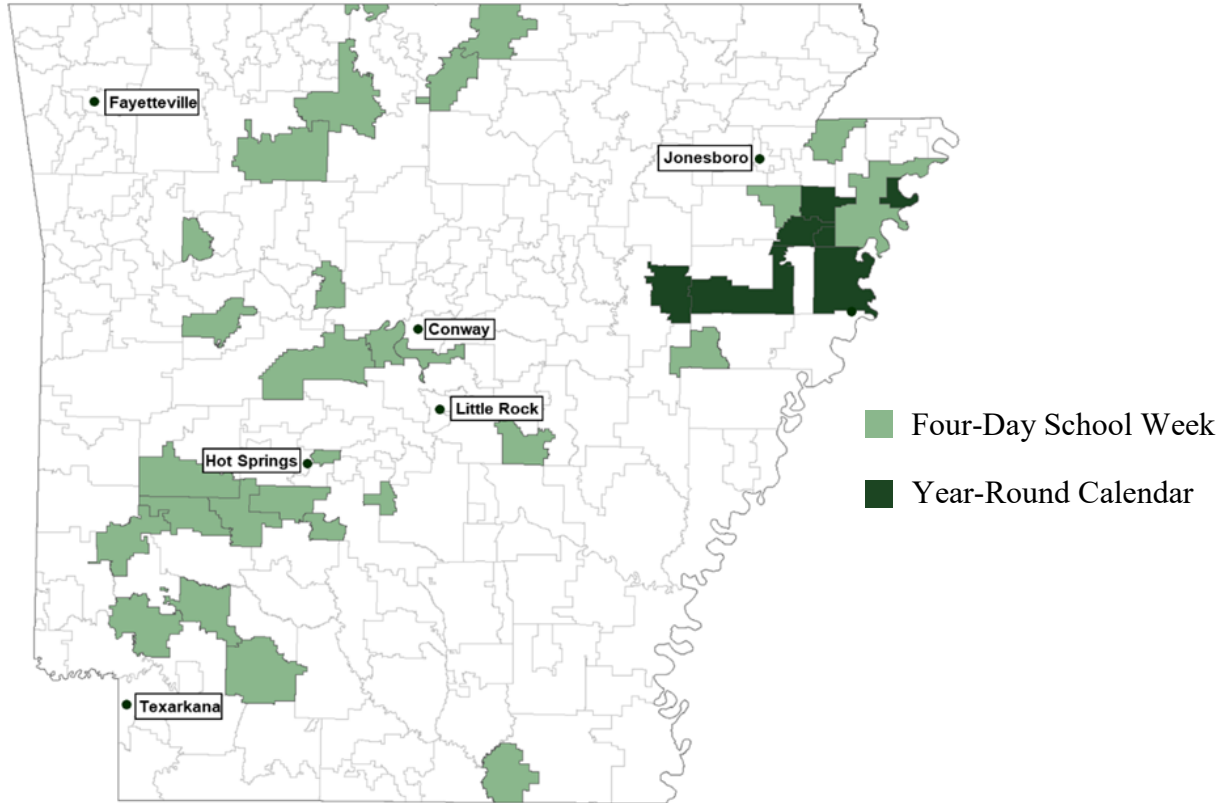 Fayetteville
Jonesboro
Conway
Little Rock
Four-Day School Week
Hot Springs
Year-Round Calendar
Texarkana